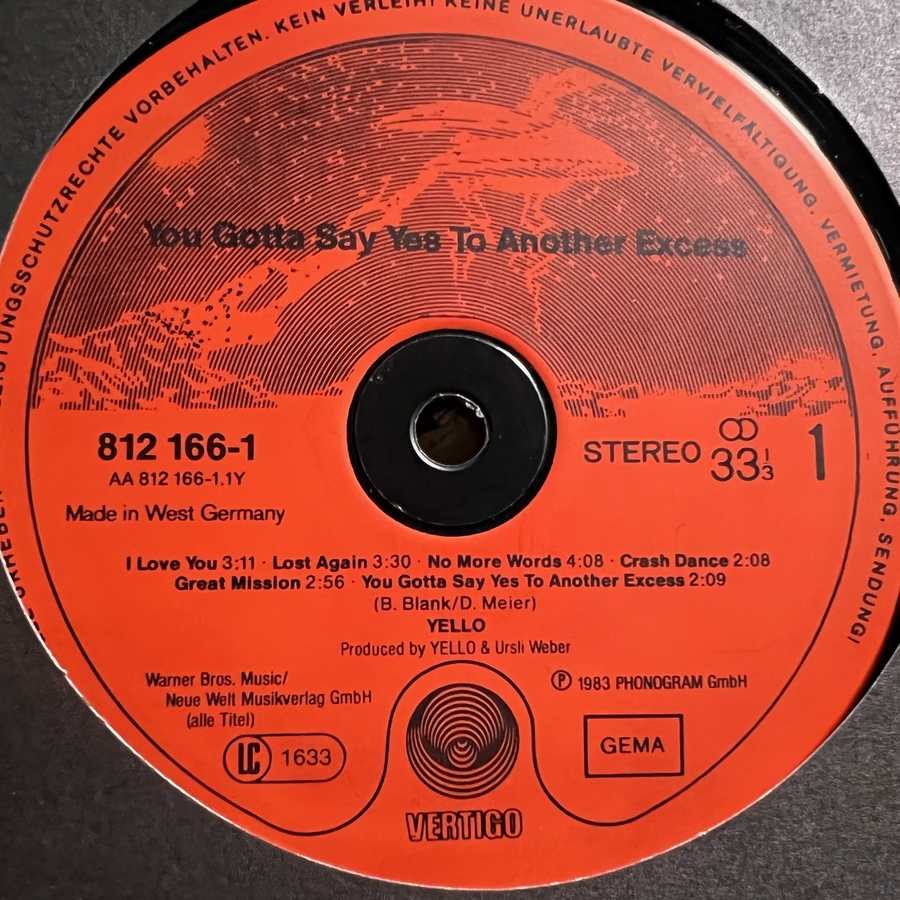 LEISTUNGSSCHUTZRECHTE VORBEHALTEN. KEIN VERLEIH! KEINE UNERLAUBTE VERVIELFÄLTIGUNG, VERMIETUNG, AUFFÜHRUNG, SENDUNG!
You Gotta Say Yes To Another Excess
812 166-1
AA 812 166-1.1Y
Made in West Germany
STEREO 33 1/3 1
I Love You 3:11 · Lost Again 3:30 · No More Words 4:08 · Crash Dance 2:08
Great Mission 2:56 · You Gotta Say Yes To Another Excess 2:09
(B. Blank/D. Meier)
YELLO
Produced by YELLO & Ursli Weber
Warner Bros. Music/
Neue Welt Musikverlag GmbH
(alle Titel)
LC 1633
℗ 1983 PHONOGRAM GmbH
GEMA
VERTIGO